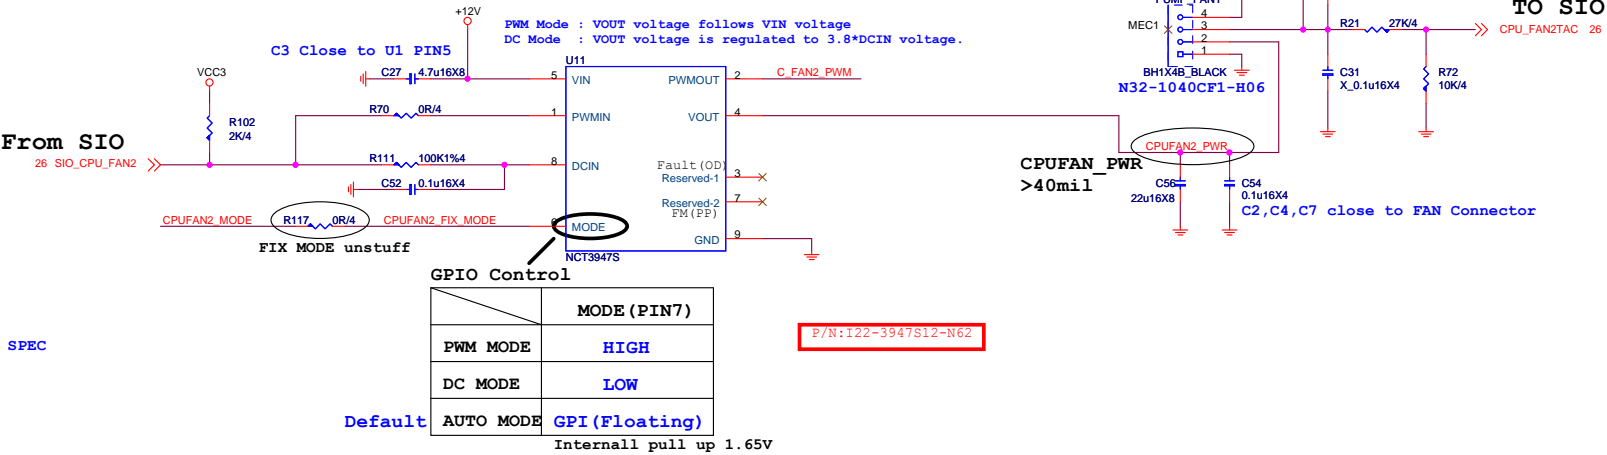 +12V
PWM Mode : VOUT voltage follows VIN voltage
DC Mode : VOUT voltage is regulated to 3.8*DCIN voltage.
C3 Close to U1 PIN5
VCC3
C27 4.7u16X8
U11
5 VIN
PWMOUT 2
C_FAN2_PWM
R102
2K/4
R70 0R/4
1 PWMIN
VOUT 4
From SIO
26 SIO_CPU_FAN2
R111 100K1%4
8 DCIN
Fault(OD)
Reserved-1 3
C52 0.1u16X4
Reserved-2 7
FM(PP)
CPUFAN2_MODE
R117 0R/4
CPUFAN2_FIX_MODE
MODE
FIX MODE unstuff
GND 9
NCT3947S
GPIO Control
MODE(PIN7)
PWM MODE HIGH
DC MODE LOW
Default AUTO MODE GPI(Floating)
Internall pull up 1.65V
SPEC
P/N:I22-3947S12-N62
PUMP_FAN1
MEC1
4
3
2
1
BH1X4B_BLACK
N32-1040CF1-H06
TO SIO
R21 27K/4
CPU_FAN2TAC 26
C31
X_0.1u16X4
R72
10K/4
CPUFAN2_PWR
CPUFAN_PWR
>40mil
C56
22u16X8
C54
0.1u16X4
C2,C4,C7 close to FAN Connector